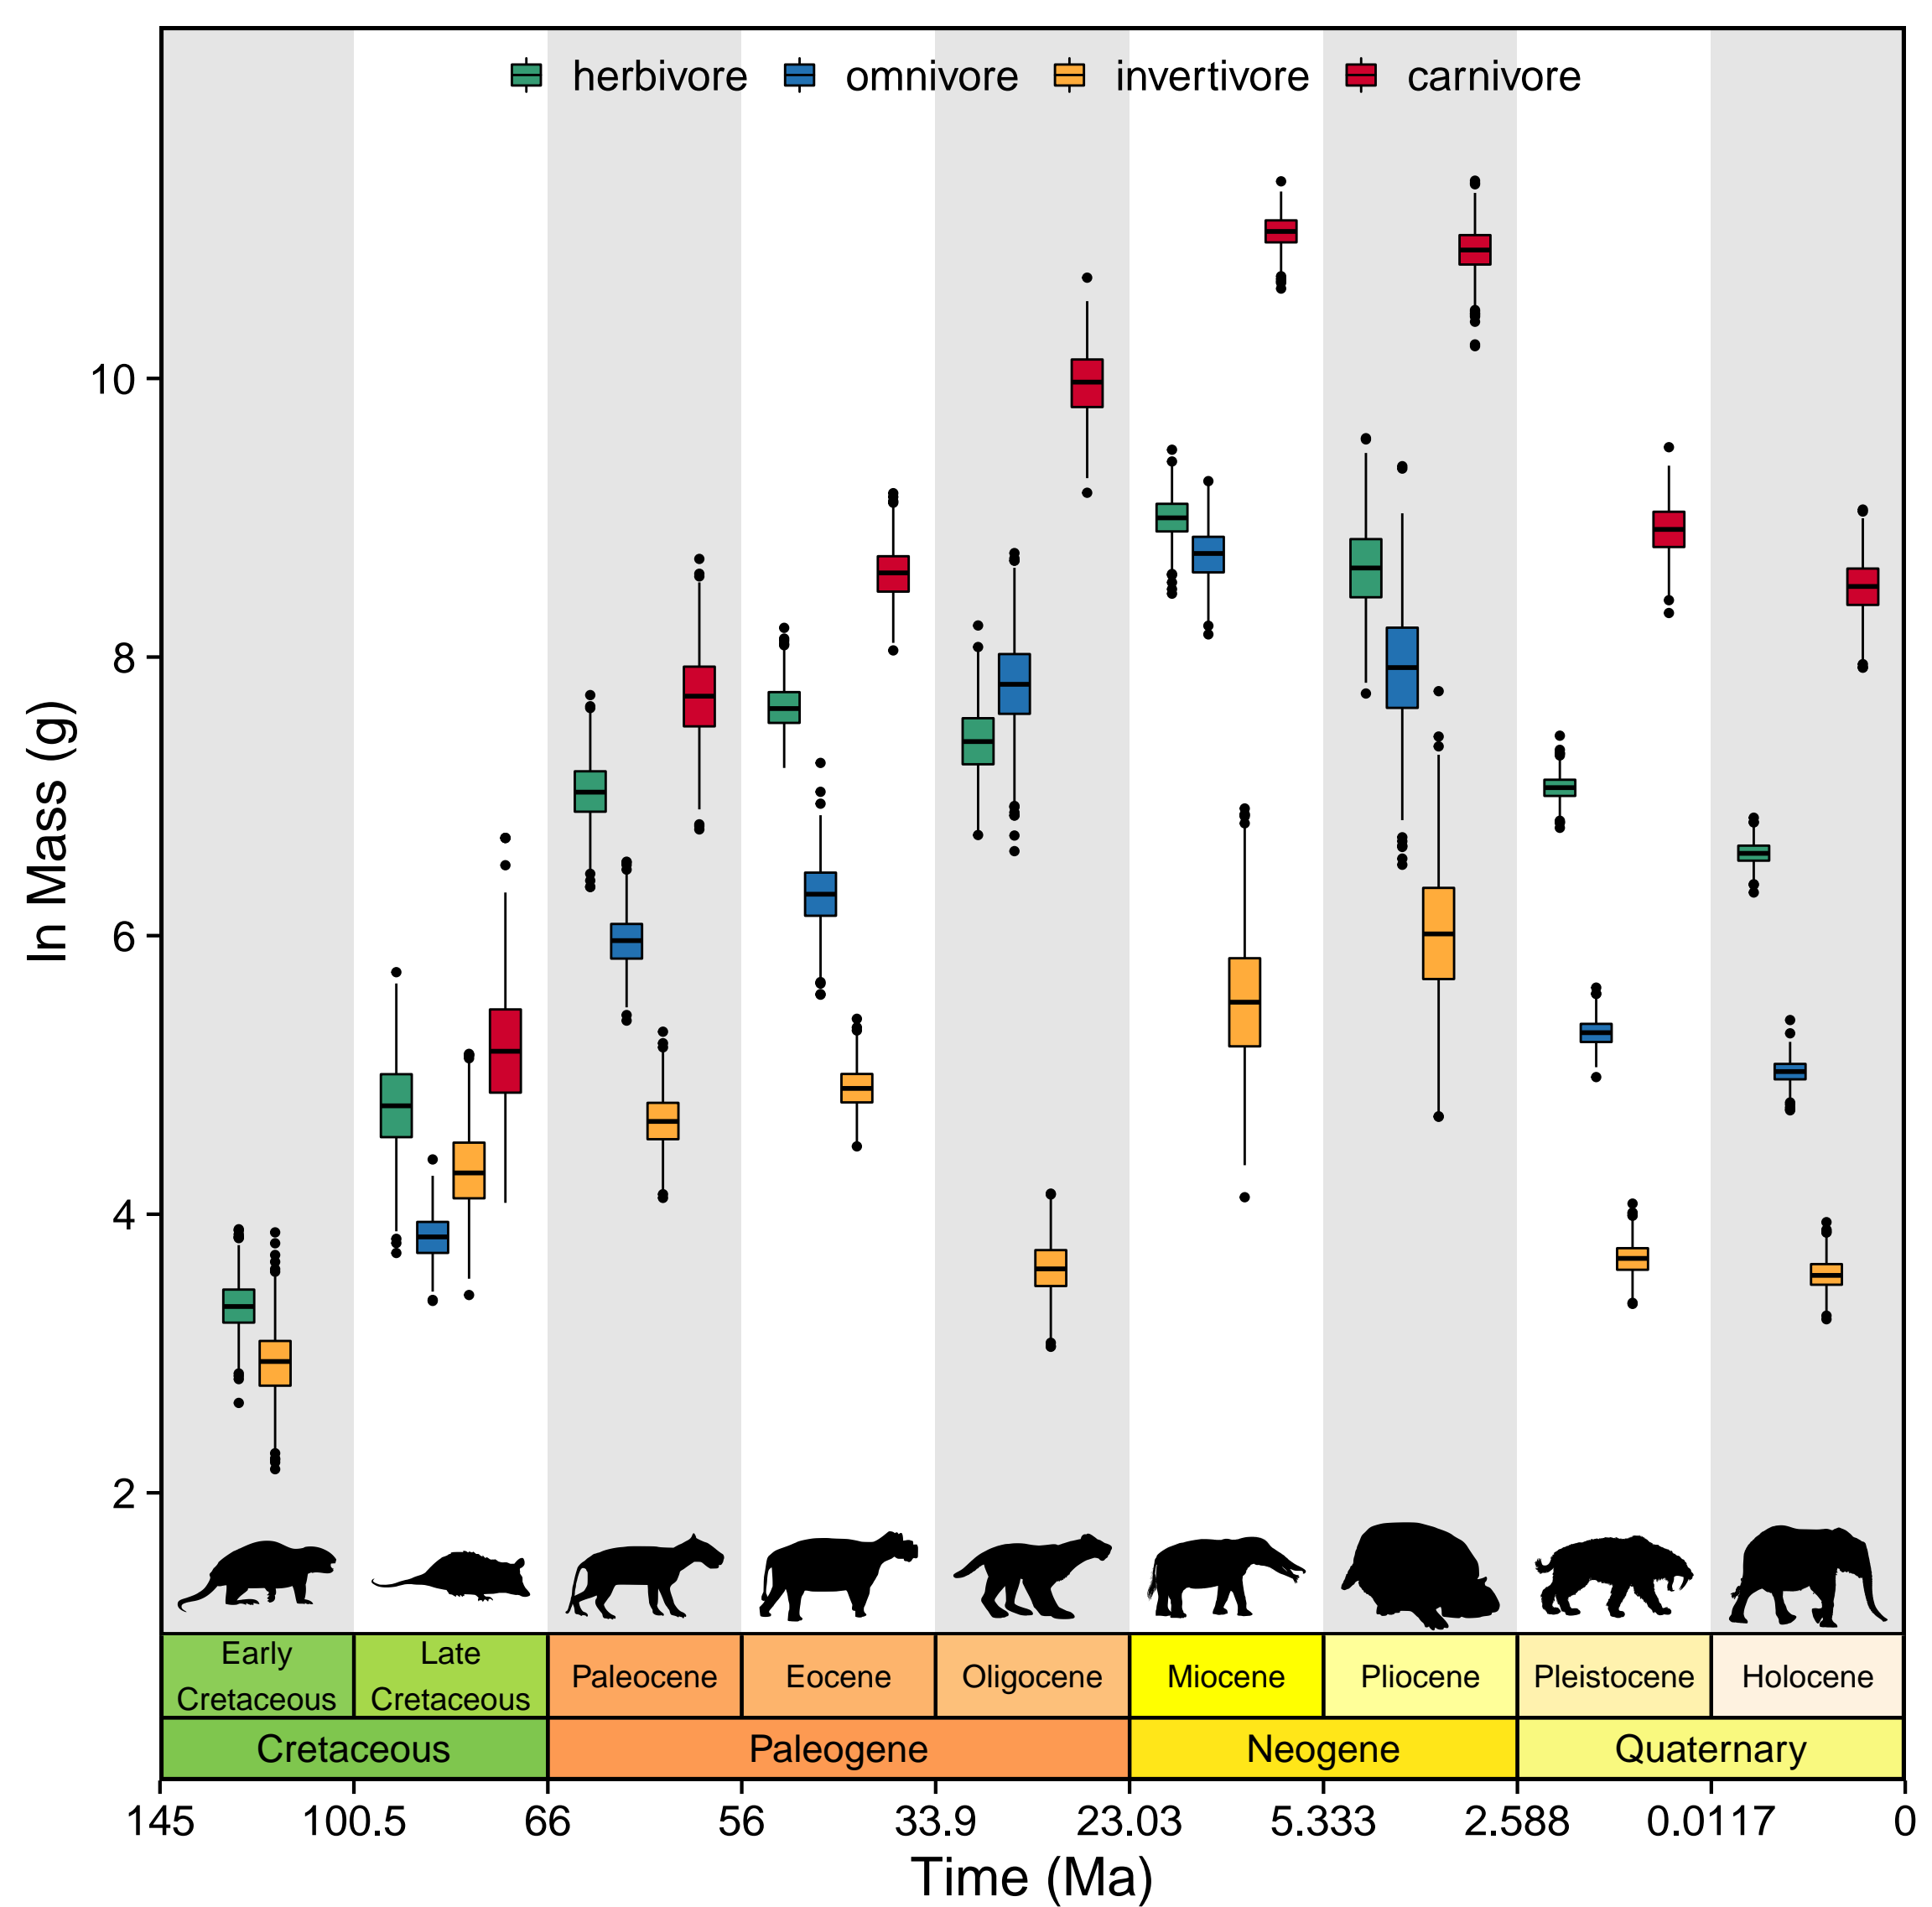 herbivore omnivore invertivore carnivore
10
8
6
4
2
ln Mass (g)
Early Cretaceous
Late Cretaceous
Paleocene
Eocene
Oligocene
Miocene
Pliocene
Pleistocene
Holocene
Cretaceous
Paleogene
Neogene
Quaternary
145 100.5 66 56 33.9 23.03 5.333 2.588 0.0117 0
Time (Ma)